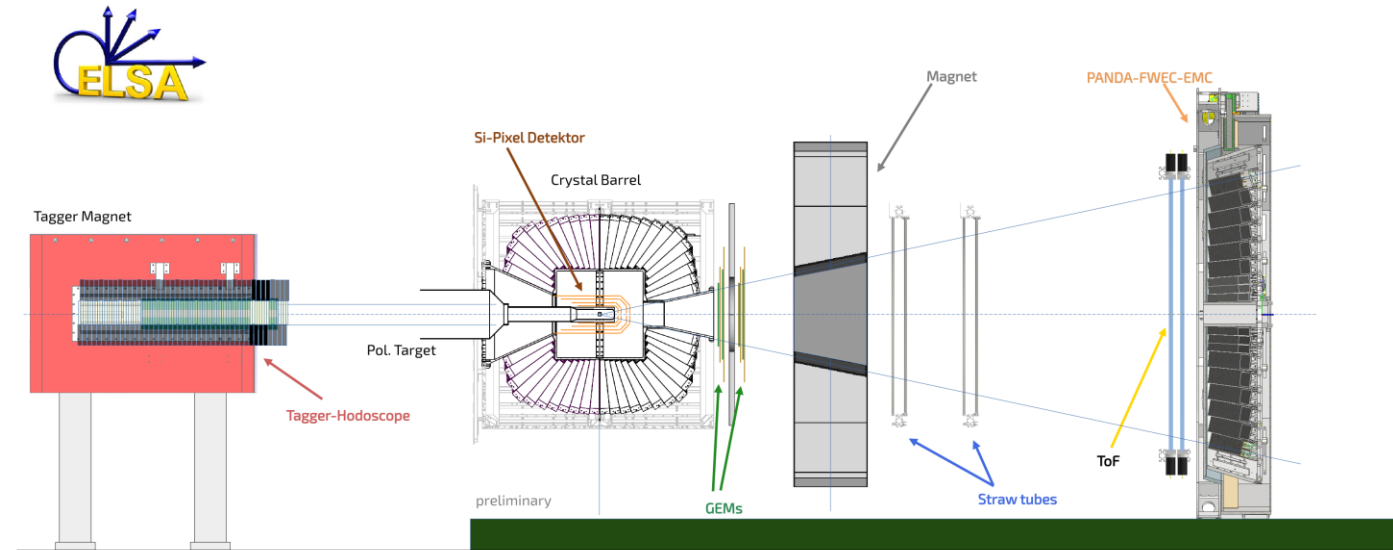 ELSA
Magnet
PANDA-FWEC-EMC
Si-Pixel Detektor
Crystal Barrel
Tagger Magnet
Pol. Target
Tagger-Hodoscope
ToF
preliminary
GEMs
Straw tubes